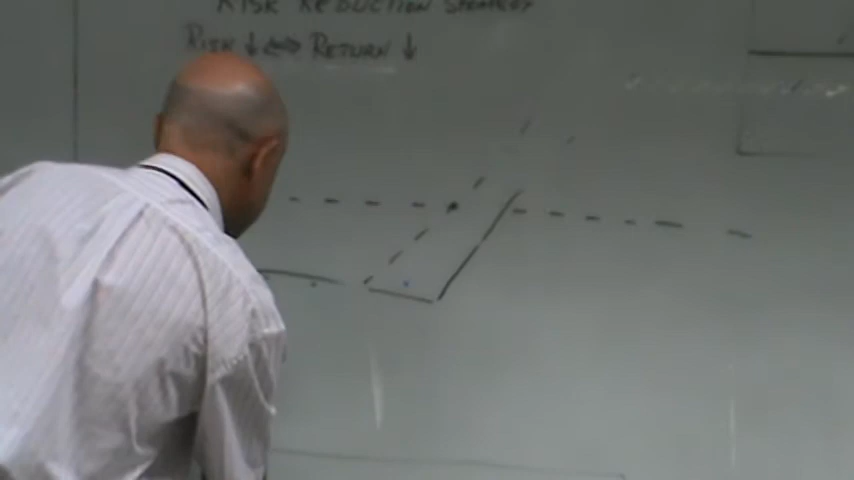 RISK REDUCTION STRATEGY
RISK ↓ ⇔ RETURN ↓